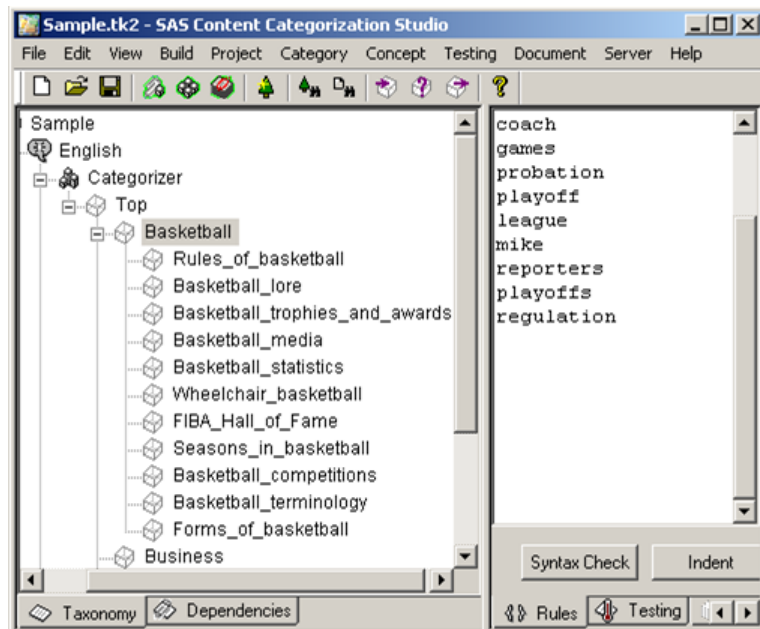 Sample.tk2 - SAS Content Categorization Studio
File Edit View Build Project Category Concept Testing Document Server Help
Sample
English
Categorizer
Top
Basketball
Rules_of_basketball
Basketball_lore
Basketball_trophies_and_awards
Basketball_media
Basketball_statistics
Wheelchair_basketball
FIBA_Hall_of_Fame
Seasons_in_basketball
Basketball_competitions
Basketball_terminology
Forms_of_basketball
Business
Taxonomy Dependencies
coach
games
probation
playoff
league
mike
reporters
playoffs
regulation
Syntax Check Indent
Rules Testing